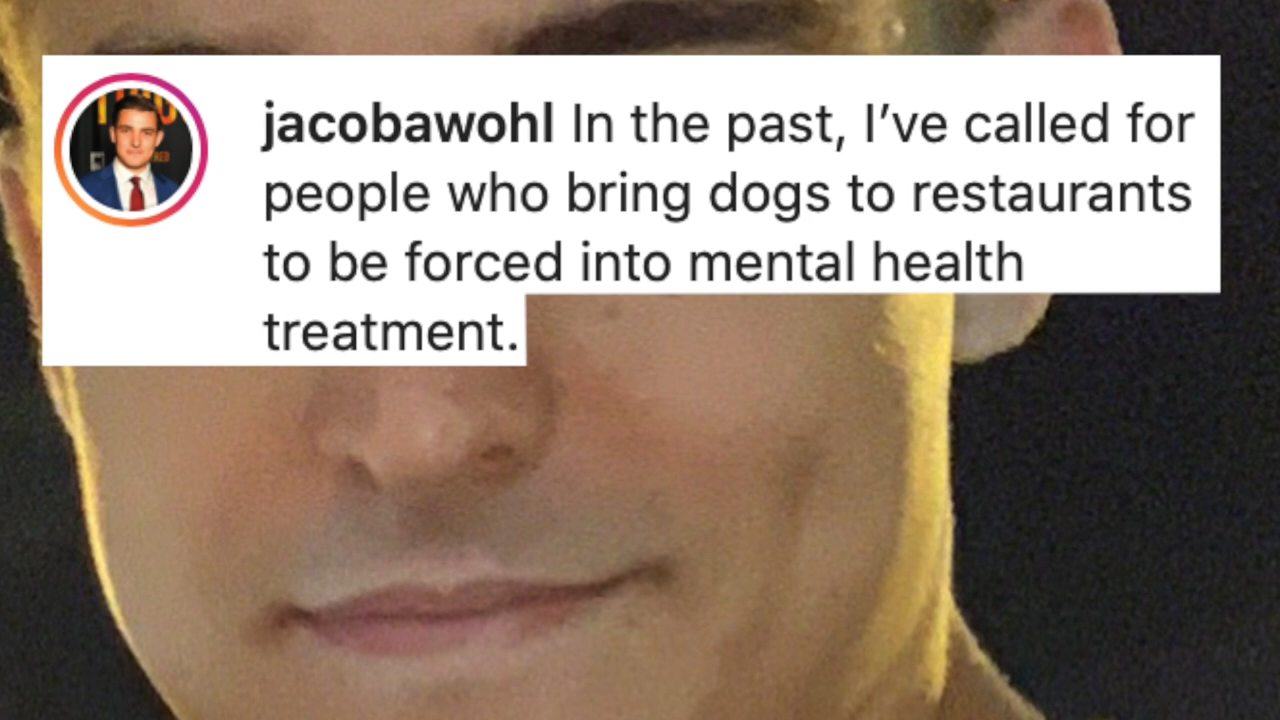 jacobawohl In the past, I’ve called for
people who bring dogs to restaurants
to be forced into mental health
treatment.